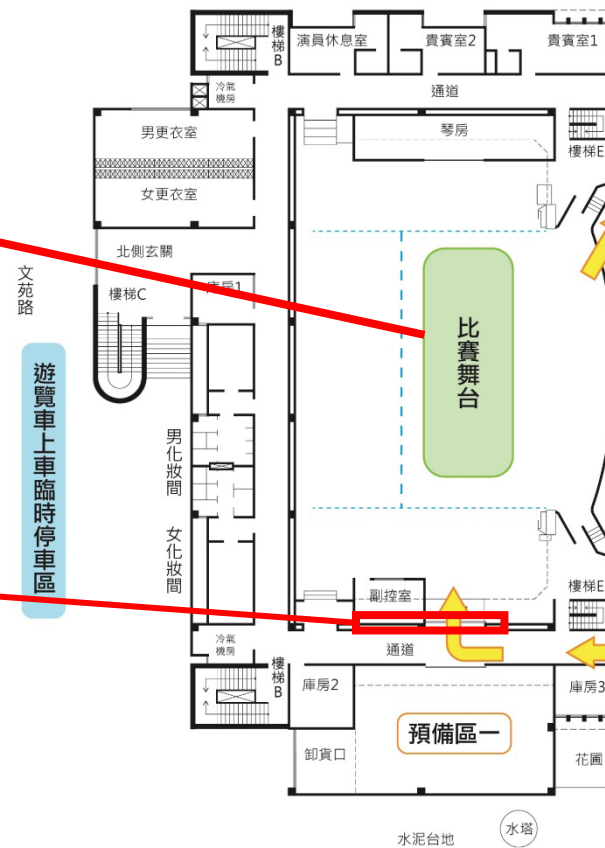 樓梯B
演員休息室
貴賓室2
貴賓室1
冷氣機房
通道
男更衣室
琴房
樓梯E
女更衣室
北側玄關
文苑路
樓梯C
庫房1
比賽舞台
遊覽車上車臨時停車區
男化妝間
女化妝間
副控室
樓梯E
冷氣機房
通道
樓梯B
庫房2
庫房3
預備區一
卸貨口
花圃
水泥台地
水塔